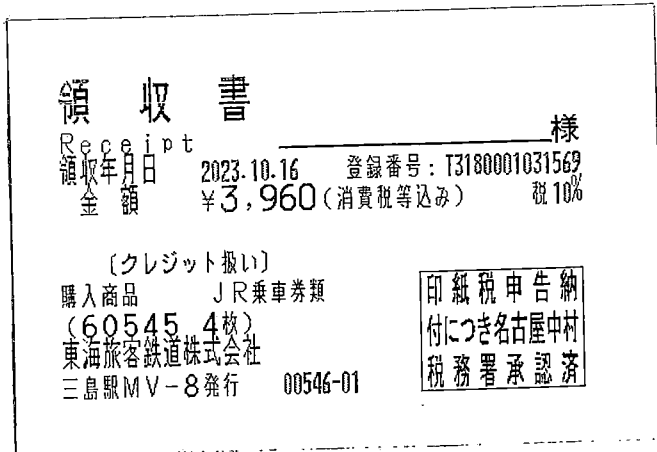 領収書
Receipt
様
領収年月日 2023.10.16 登録番号:T3180001031569
金額 ¥3,960(消費税等込み) 税10%
〔クレジット扱い〕
購入商品 JR乗車券類
(60545 4枚)
東海旅客鉄道株式会社
三島駅MV-8発行 00546-01
印紙税申告納
付につき名古屋中村
税務署承認済